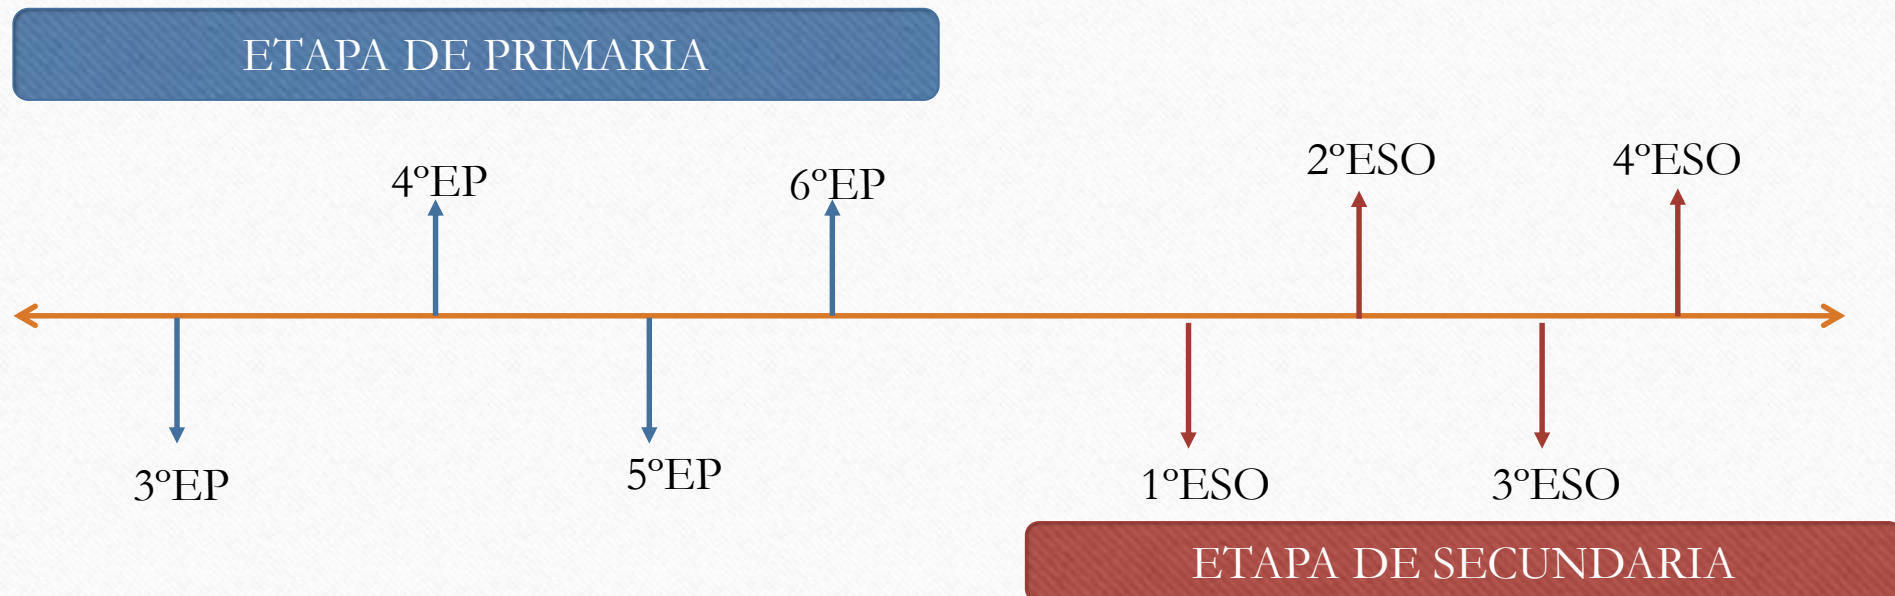 ETAPA DE PRIMARIA
4ºEP
6ºEP
2ºESO
4ºESO
3ºEP
5ºEP
1ºESO
3ºESO
ETAPA DE SECUNDARIA